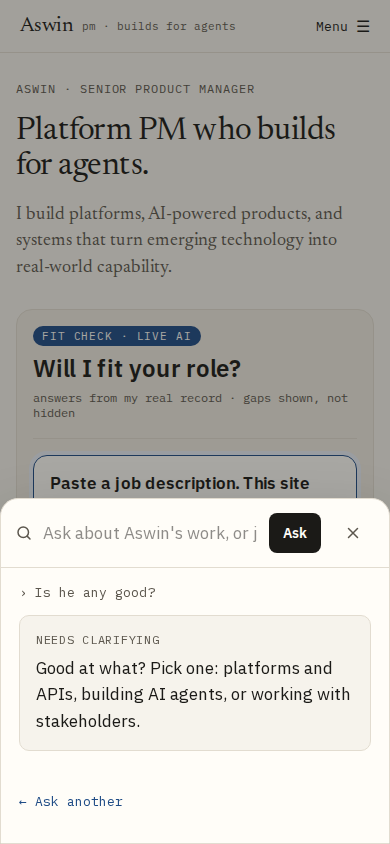 Aswin pm · builds for agents Menu ☰
ASWIN · SENIOR PRODUCT MANAGER
Platform PM who builds
for agents.
I build platforms, AI-powered products, and
systems that turn emerging technology into
real-world capability.
FIT CHECK · LIVE AI
Will I fit your role?
answers from my real record · gaps shown, not
hidden
Paste a job description. This site
Ask about Aswin's work, or j Ask ×
› Is he any good?
NEEDS CLARIFYING
Good at what? Pick one: platforms and
APIs, building AI agents, or working with
stakeholders.
← Ask another